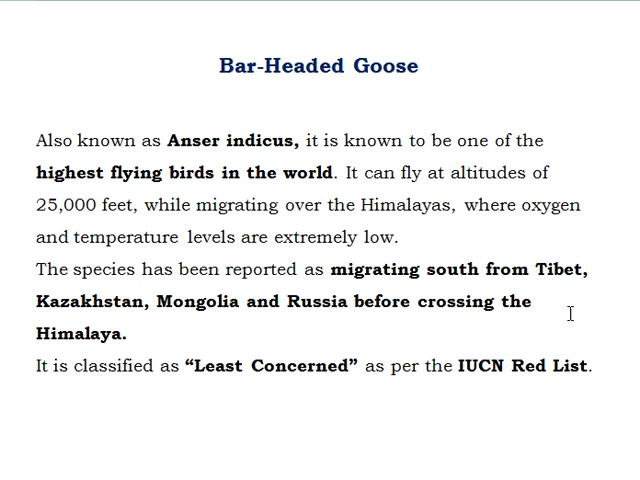 Bar-Headed Goose
Also known as Anser indicus, it is known to be one of the
highest flying birds in the world. It can fly at altitudes of
25,000 feet, while migrating over the Himalayas, where oxygen
and temperature levels are extremely low.
The species has been reported as migrating south from Tibet,
Kazakhstan, Mongolia and Russia before crossing the
Himalaya.
It is classified as “Least Concerned” as per the IUCN Red List.